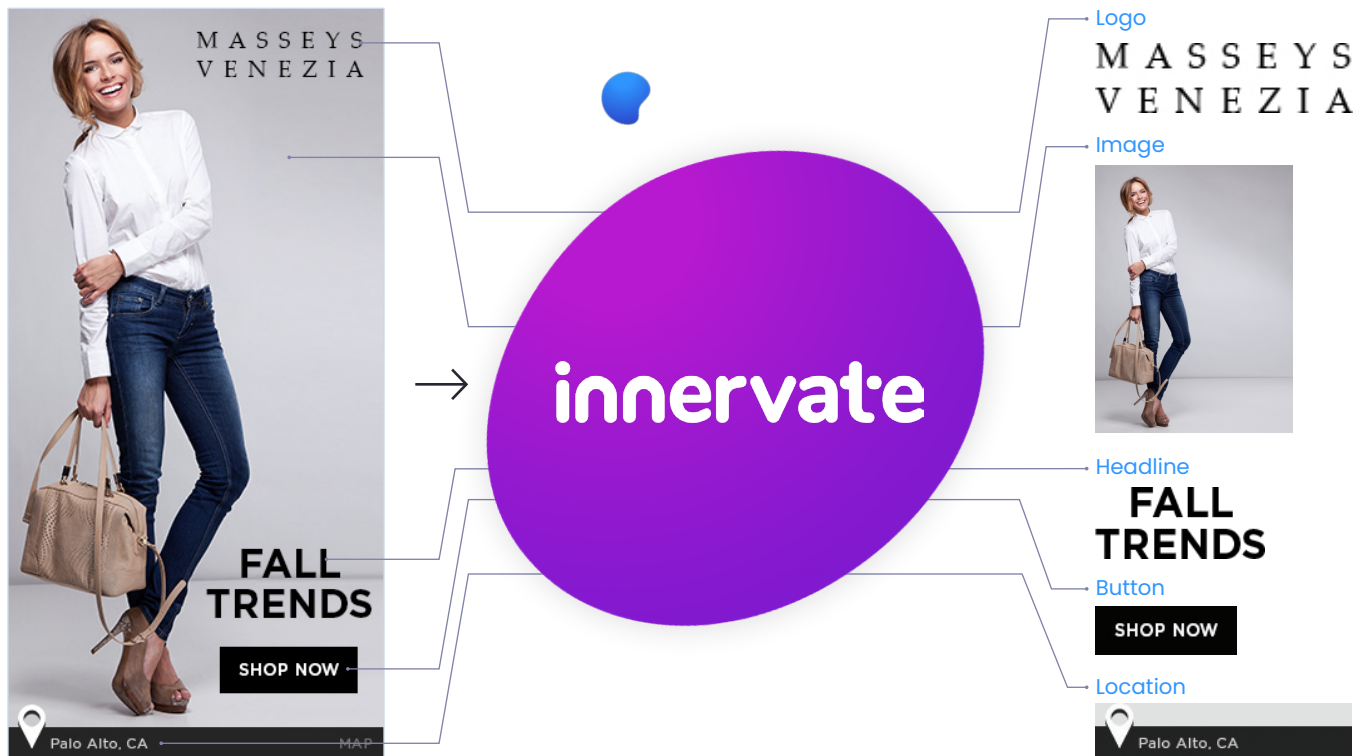 MASSEYS
VENEZIA
FALL
TRENDS
SHOP NOW
Palo Alto, CA
MAP
innervate
Logo
MASSEYS
VENEZIA
Image
Headline
FALL
TRENDS
Button
SHOP NOW
Location
Palo Alto, CA